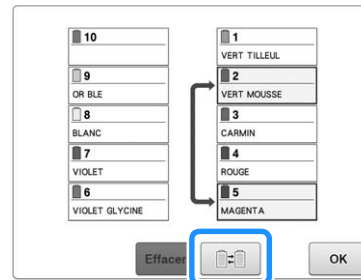 10
9
OR BLE
8
BLANC
7
VIOLET
6
VIOLET GLYCINE
1
VERT TILLEUL
2
VERT MOUSSE
3
CARMIN
4
ROUGE
5
MAGENTA
Effacer
OK